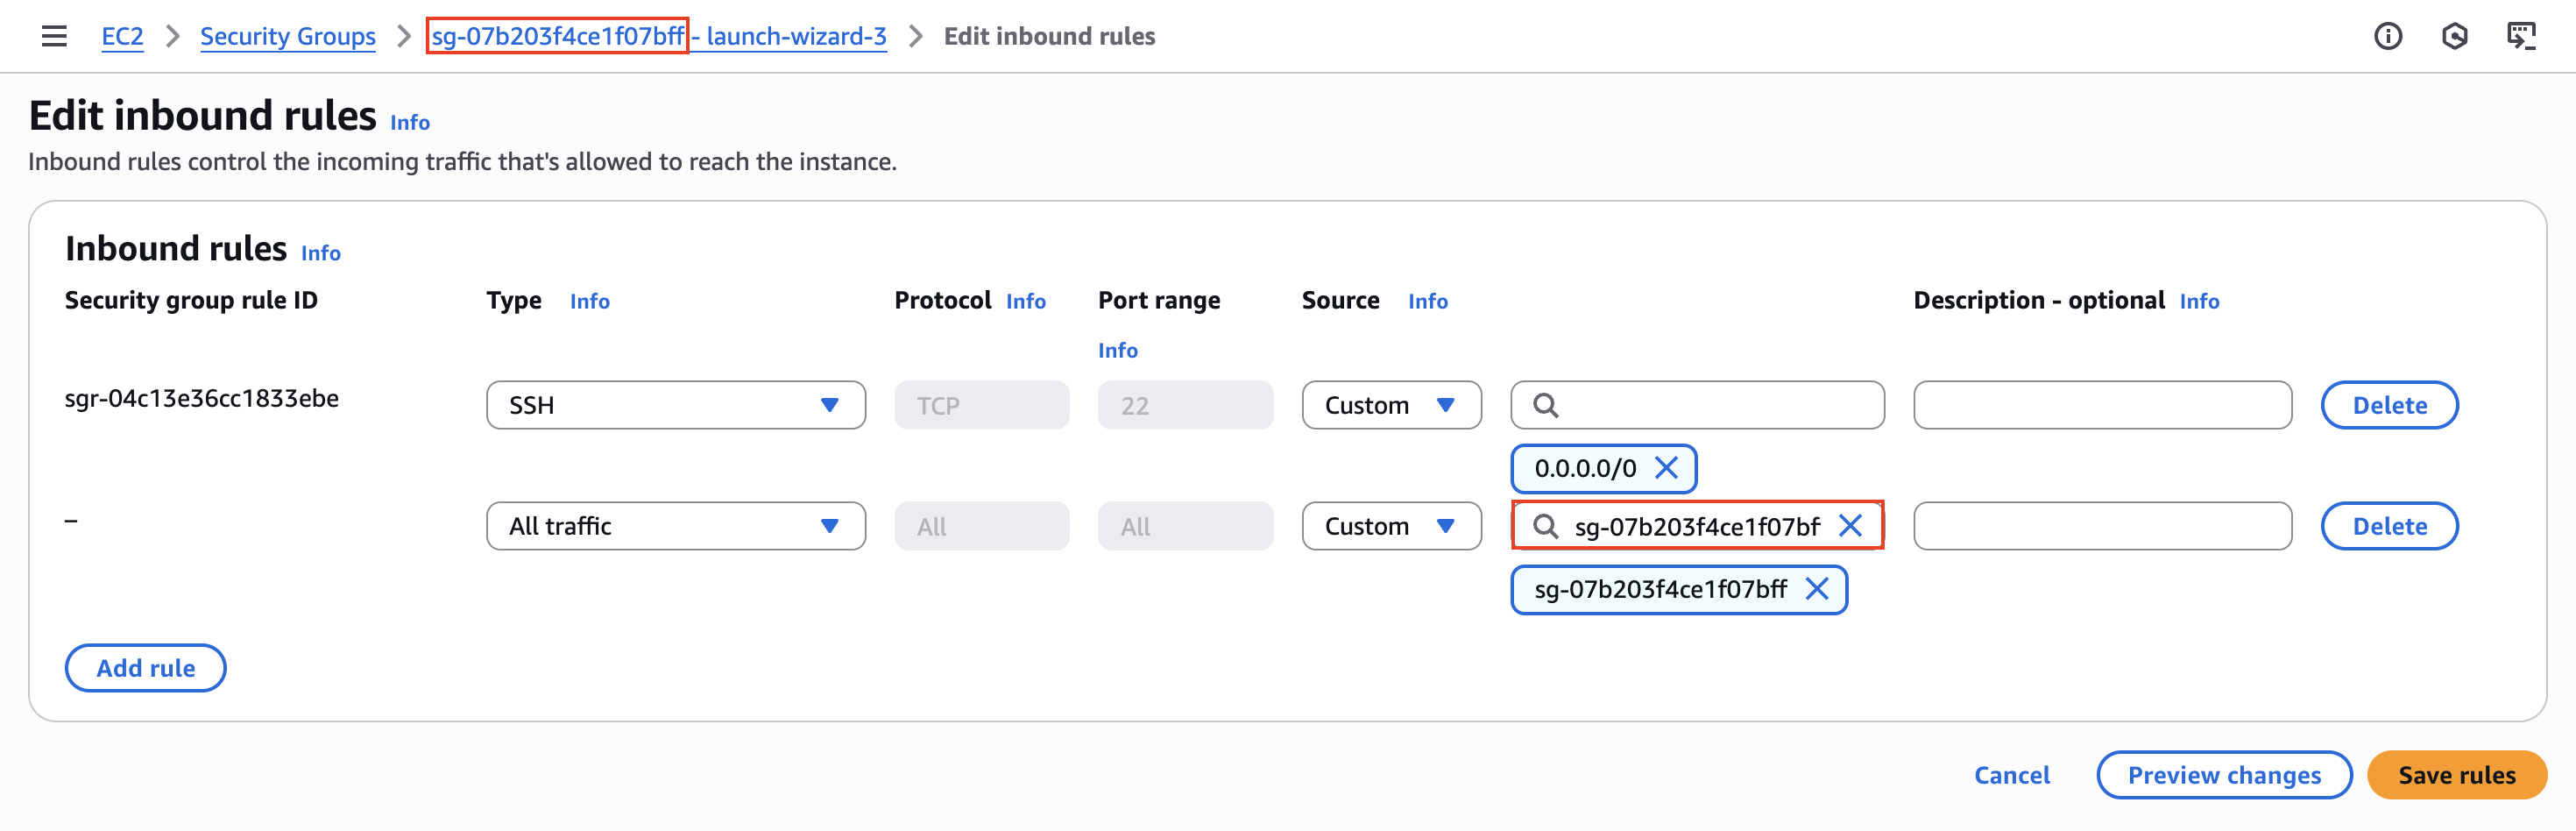 EC2 > Security Groups > sg-07b203f4ce1f07bff - launch-wizard-3 > Edit inbound rules
Edit inbound rules Info
Inbound rules control the incoming traffic that's allowed to reach the instance.
Inbound rules Info
Security group rule ID Type Info Protocol Info Port range Source Info Description - optional Info
Info
sgr-04c13e36cc1833ebe SSH TCP 22 Custom Delete
0.0.0.0/0
– All traffic All All Custom sg-07b203f4ce1f07bf Delete
sg-07b203f4ce1f07bff
Add rule
Cancel Preview changes Save rules